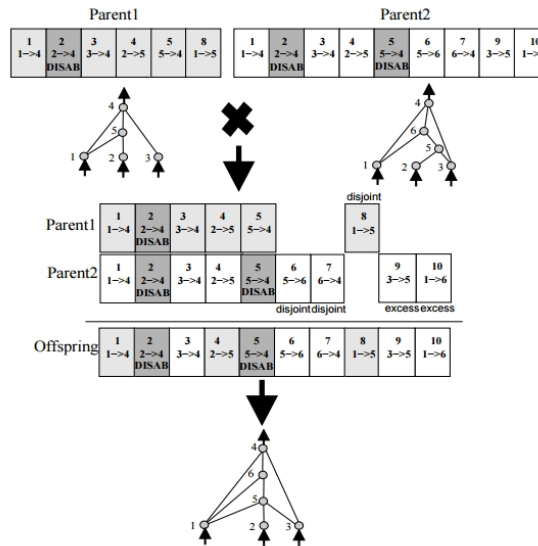 Parent1 Parent2
1 2 3 4 5 8 1 2 3 4 5 6 7 9 10
1->4 2->4 3->4 2->5 5->4 1->5 1->4 2->4 3->4 2->5 5->4 5->6 6->4 3->5 1->6
DISAB DISAB DISAB
4 4
5 6
5
1 2 3 1 2 3
disjoint
Parent1 1 2 3 4 5 8
1->4 2->4 3->4 2->5 5->4 1->5
DISAB
Parent2 1 2 3 4 5 6 7 9 10
1->4 2->4 3->4 2->5 5->4 5->6 6->4 3->5 1->6
DISAB DISAB
disjoint disjoint excess excess
Offspring 1 2 3 4 5 6 7 8 9 10
1->4 2->4 3->4 2->5 5->4 5->6 6->4 1->5 3->5 1->6
DISAB DISAB
4
6
5
1 2 3